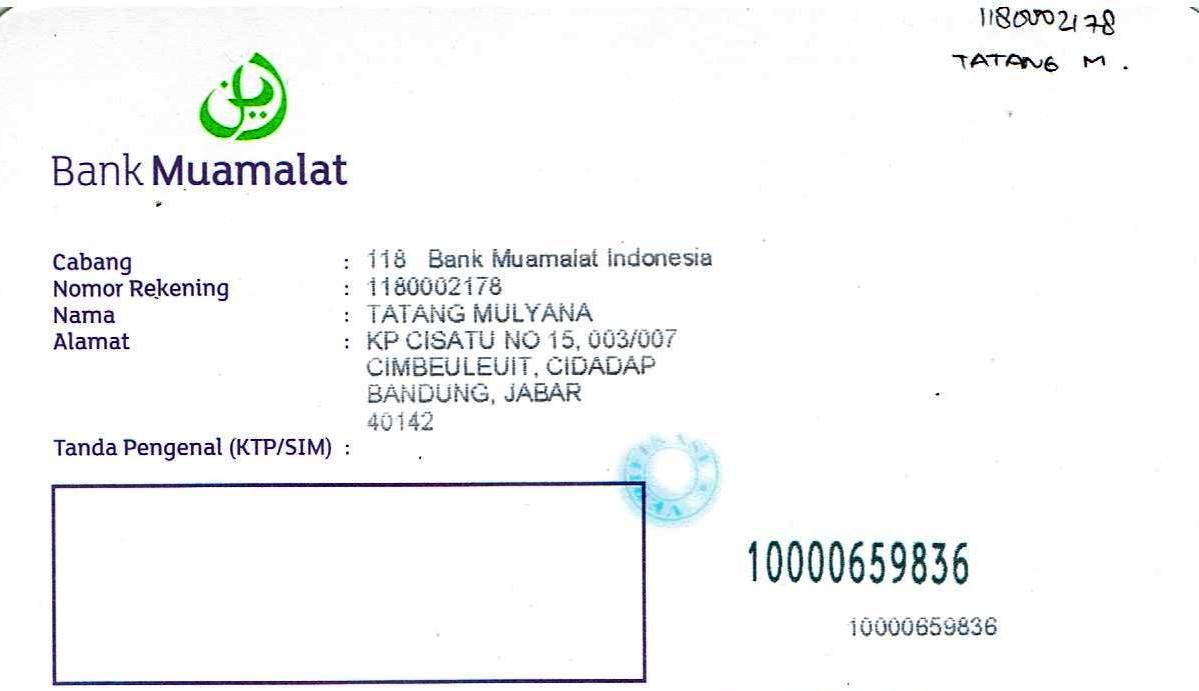 1180002178
TATANG M.
Bank Muamalat
Cabang : 118 Bank Muamalat Indonesia
Nomor Rekening : 1180002178
Nama : TATANG MULYANA
Alamat : KP CISATU NO 15, 003/007
CIMBEULEUIT, CIDADAP
BANDUNG, JABAR
40142
Tanda Pengenal (KTP/SIM) :
10000659836
10000659836